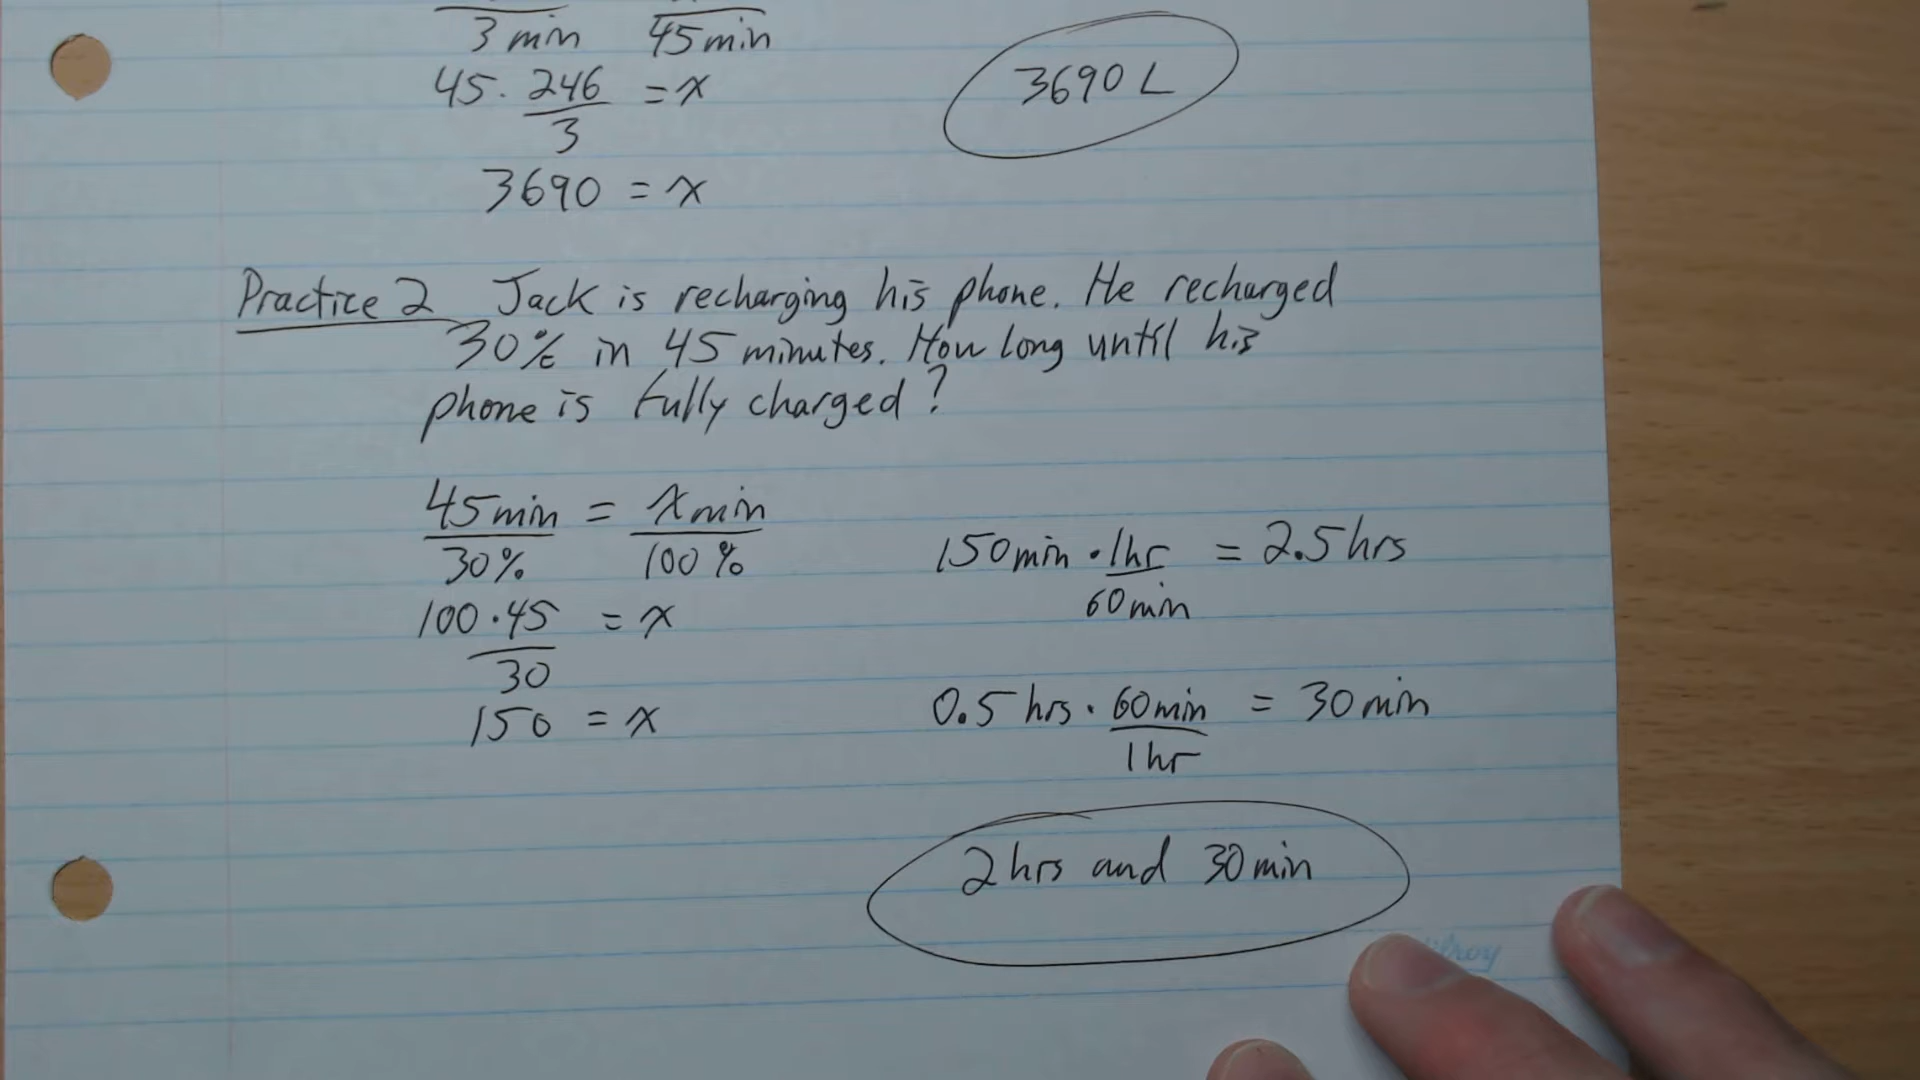 3 min 45 min
45 · 246 = x
3
3690 L
3690 = x
Practice 2 Jack is recharging his phone. He recharged
30% in 45 minutes. How long until his
phone is fully charged?
45 min = x min
30% 100%
150 min · 1 hr = 2.5 hrs
60 min
100 · 45 = x
30
150 = x
0.5 hrs · 60 min = 30 min
1 hr
2 hrs and 30 min